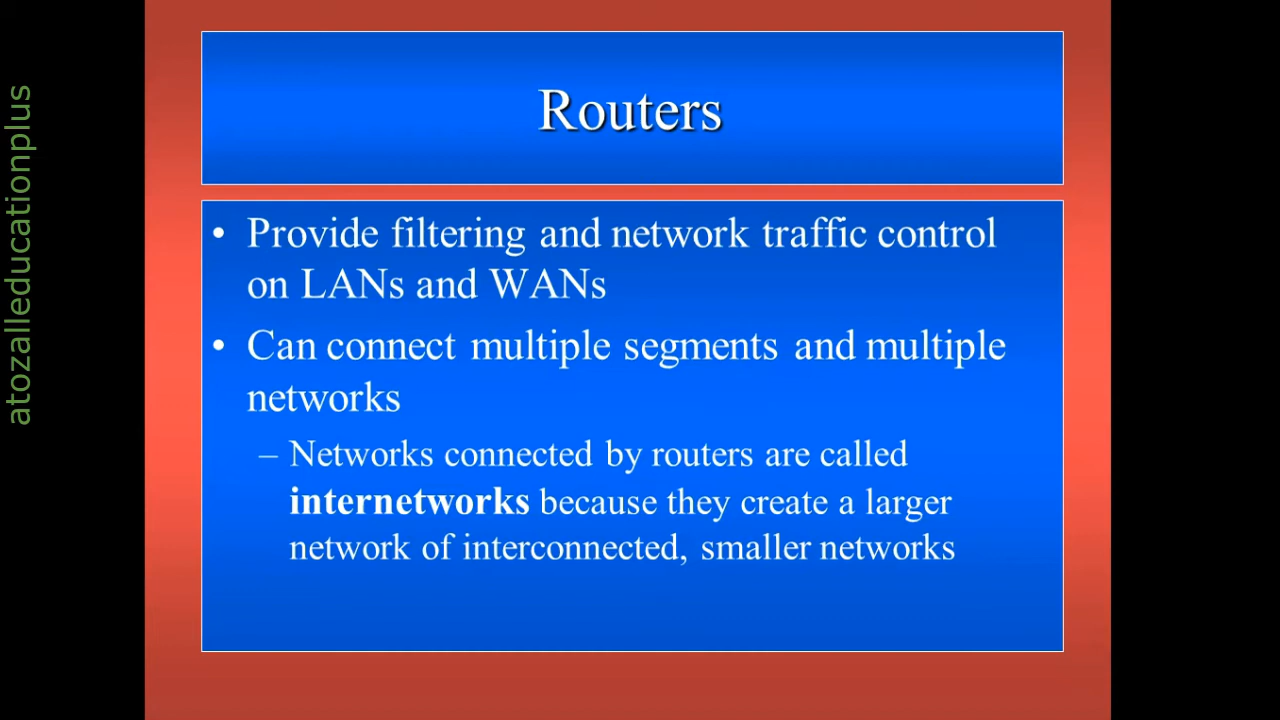 atozalleducationplus
Routers
• Provide filtering and network traffic control
on LANs and WANs
• Can connect multiple segments and multiple
networks
– Networks connected by routers are called
internetworks because they create a larger
network of interconnected, smaller networks